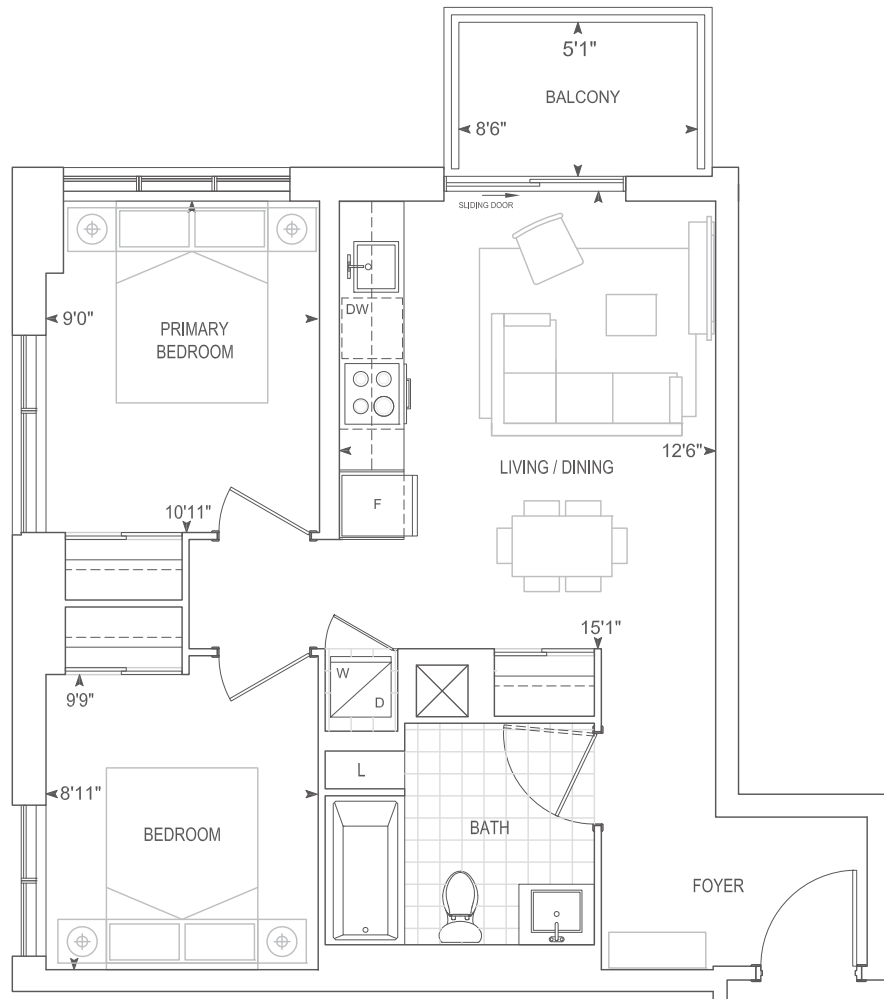 5'1"
BALCONY
8'6"
SLIDING DOOR
DW
9'0"
PRIMARY
BEDROOM
12'6"
LIVING / DINING
F
10'11"
15'1"
W
D
9'9"
L
8'11"
BATH
BEDROOM
FOYER